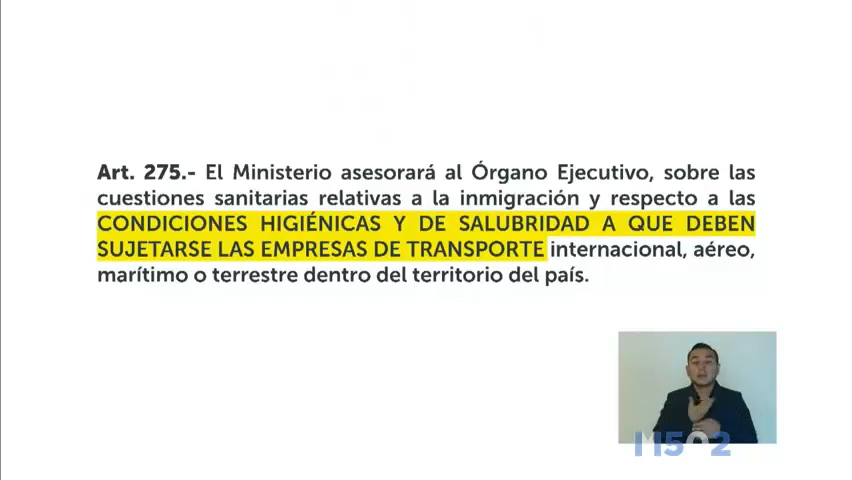 Art. 275.- El Ministerio asesorará al Órgano Ejecutivo, sobre las
cuestiones sanitarias relativas a la inmigración y respecto a las
CONDICIONES HIGIÉNICAS Y DE SALUBRIDAD A QUE DEBEN
SUJETARSE LAS EMPRESAS DE TRANSPORTE internacional, aéreo,
marítimo o terrestre dentro del territorio del país.
M502